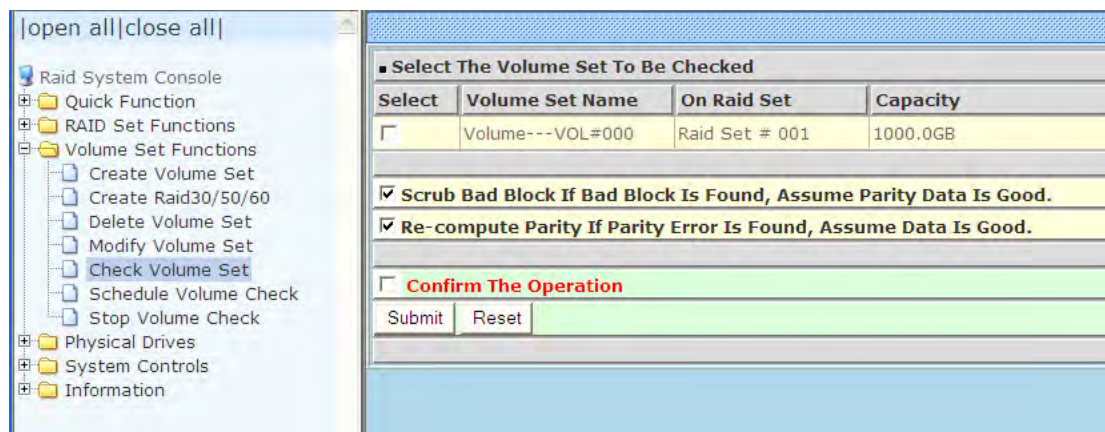 |open all|close all|
Raid System Console
Quick Function
RAID Set Functions
Volume Set Functions
Create Volume Set
Create Raid30/50/60
Delete Volume Set
Modify Volume Set
Check Volume Set
Schedule Volume Check
Stop Volume Check
Physical Drives
System Controls
Information
Select The Volume Set To Be Checked
Select Volume Set Name On Raid Set Capacity
Volume---VOL#000 Raid Set # 001 1000.0GB
Scrub Bad Block If Bad Block Is Found, Assume Parity Data Is Good.
Re-compute Parity If Parity Error Is Found, Assume Data Is Good.
Confirm The Operation
Submit Reset